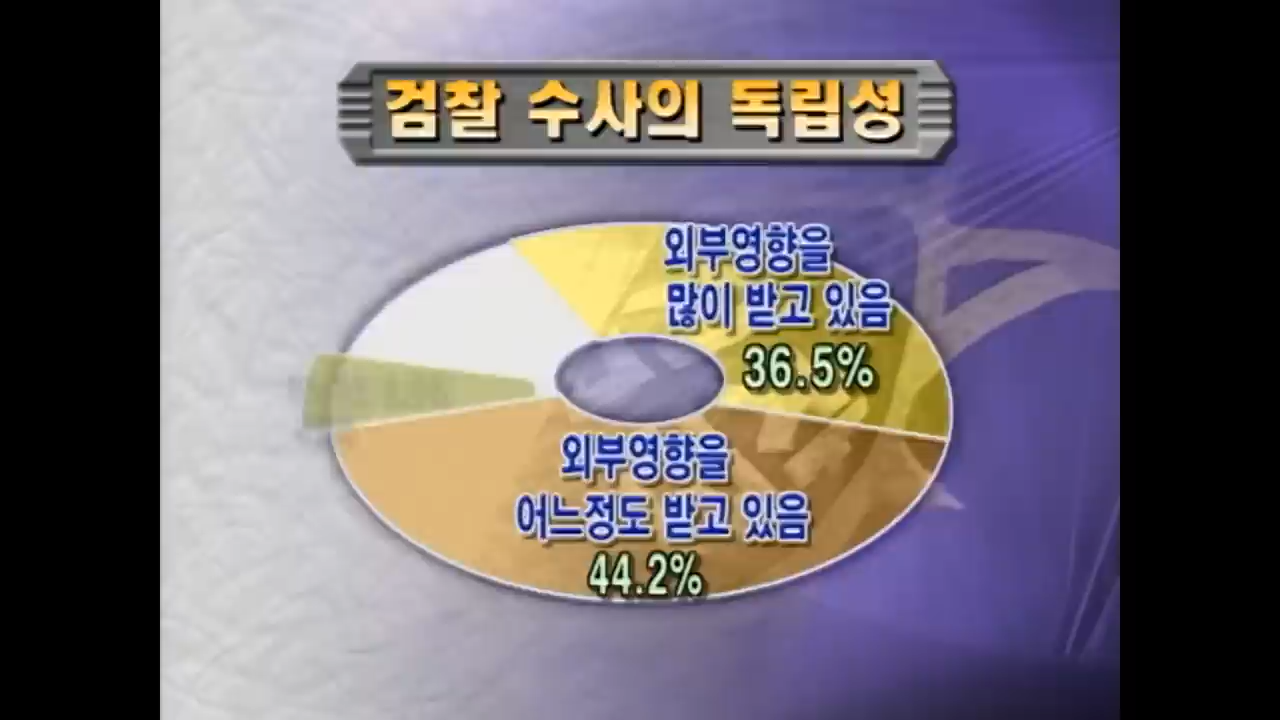 검찰 수사의 독립성
외부영향을
많이 받고 있음
36.5%
외부영향을
어느정도 받고 있음
44.2%